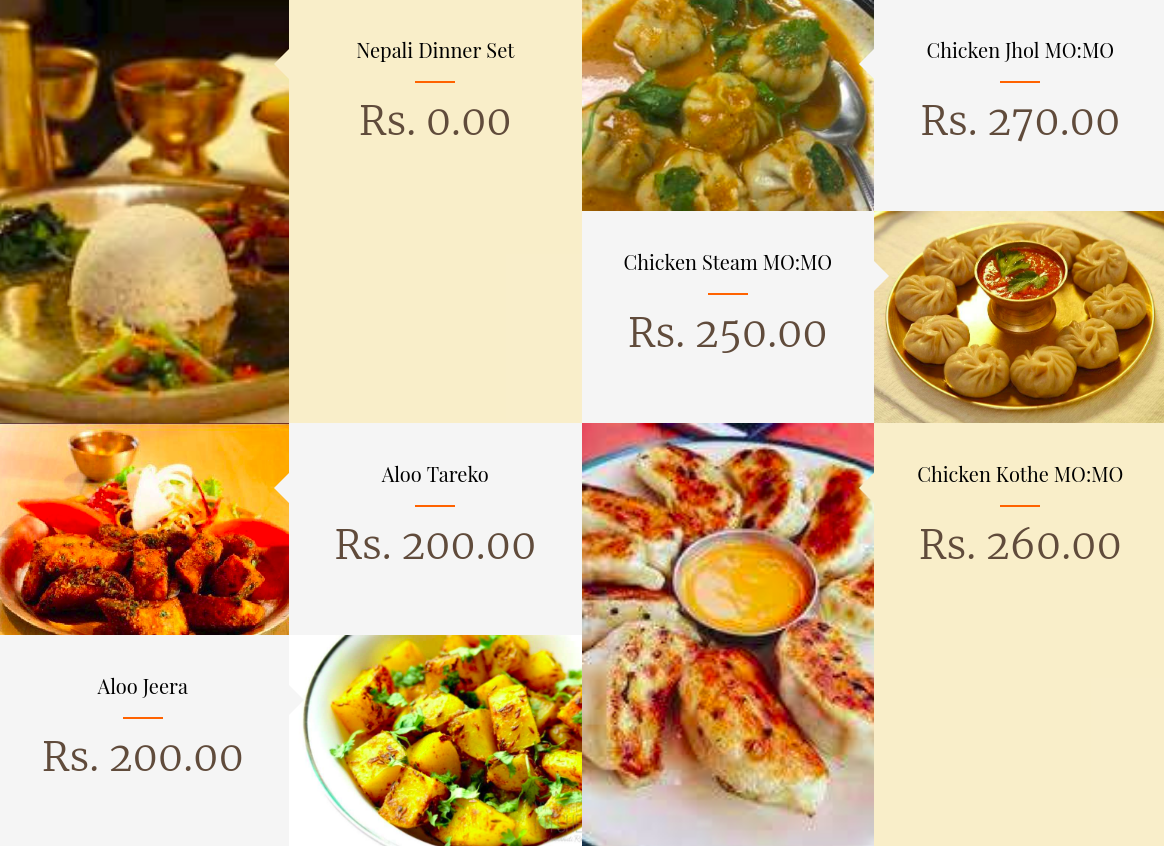 Nepali Dinner Set
Rs. 0.00
Chicken Jhol MO:MO
Rs. 270.00
Chicken Steam MO:MO
Rs. 250.00
Aloo Tareko
Rs. 200.00
Chicken Kothe MO:MO
Rs. 260.00
Aloo Jeera
Rs. 200.00